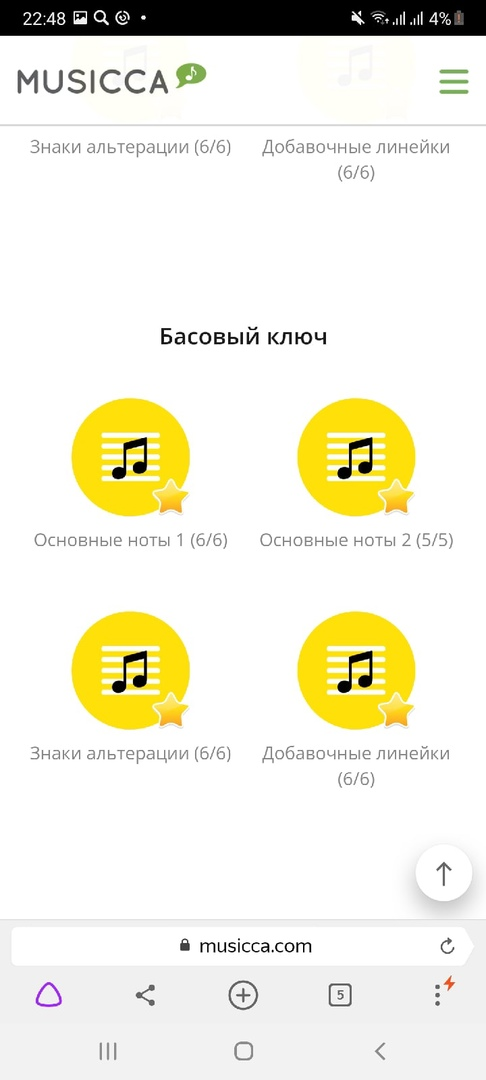 22:48 4%
MUSICCA
Знаки альтерации (6/6) Добавочные линейки
(6/6)
Басовый ключ
Основные ноты 1 (6/6) Основные ноты 2 (5/5)
Знаки альтерации (6/6) Добавочные линейки
(6/6)
musicca.com
5